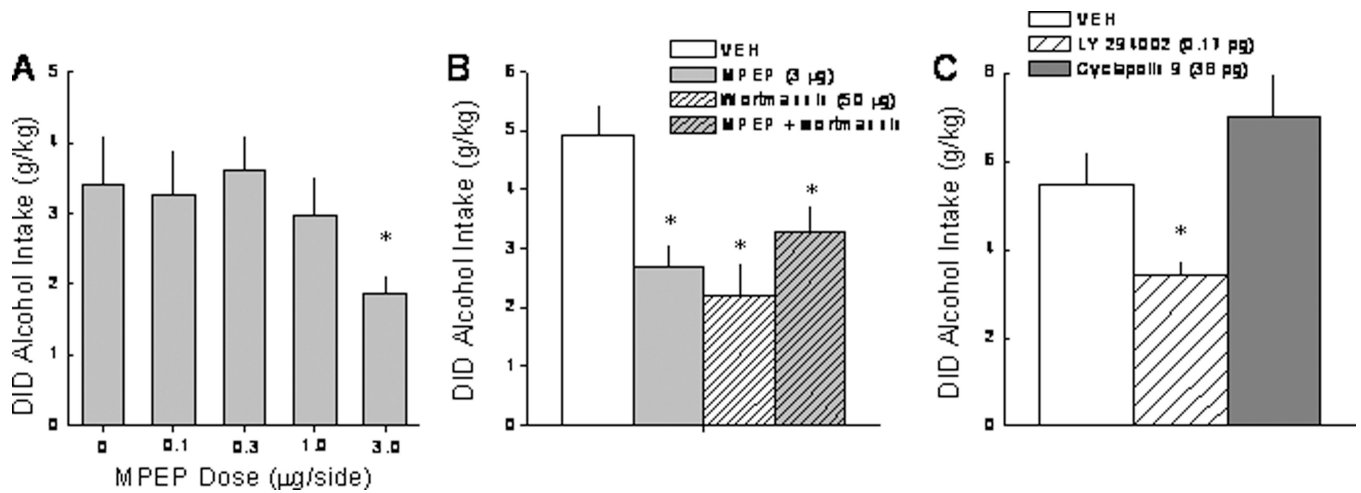 A
DID Alcohol Intake (g/kg)
5
4
3
2
1
0
0 0.1 0.3 1.0 3.0
MPEP Dose (µg/side)
*
B
VEH
MPEP (3 µg)
Wortmannin (50 µg)
MPEP + wortmannin
DID Alcohol Intake (g/kg)
6
5
4
3
2
1
0
* * *
C
VEH
LY 294002 (0.17 pg)
Cyclapolin 9 (38 pg)
DID Alcohol Intake (g/kg)
8
6
4
2
0
*